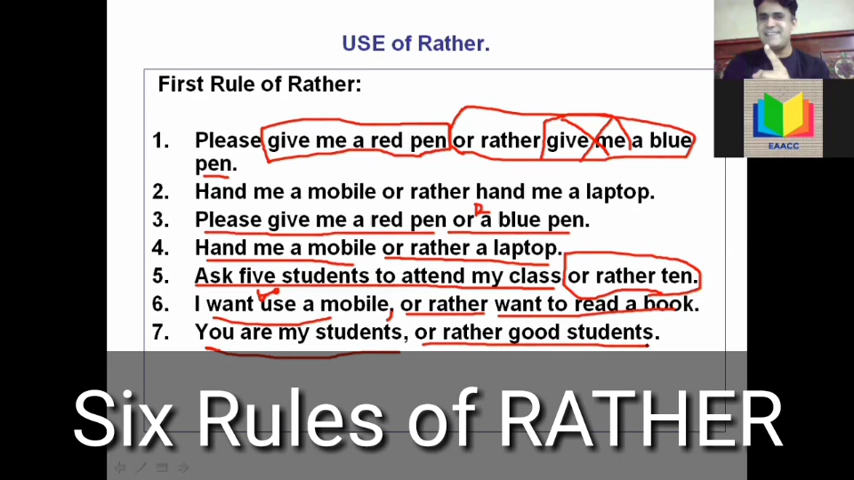 USE of Rather.
First Rule of Rather:
1. Please give me a red pen or rather give me a blue
pen.
2. Hand me a mobile or rather hand me a laptop.
3. Please give me a red pen or a blue pen.
4. Hand me a mobile or rather a laptop.
5. Ask five students to attend my class or rather ten.
6. I want use a mobile, or rather want to read a book.
7. You are my students, or rather good students.
EAACC
Six Rules of RATHER